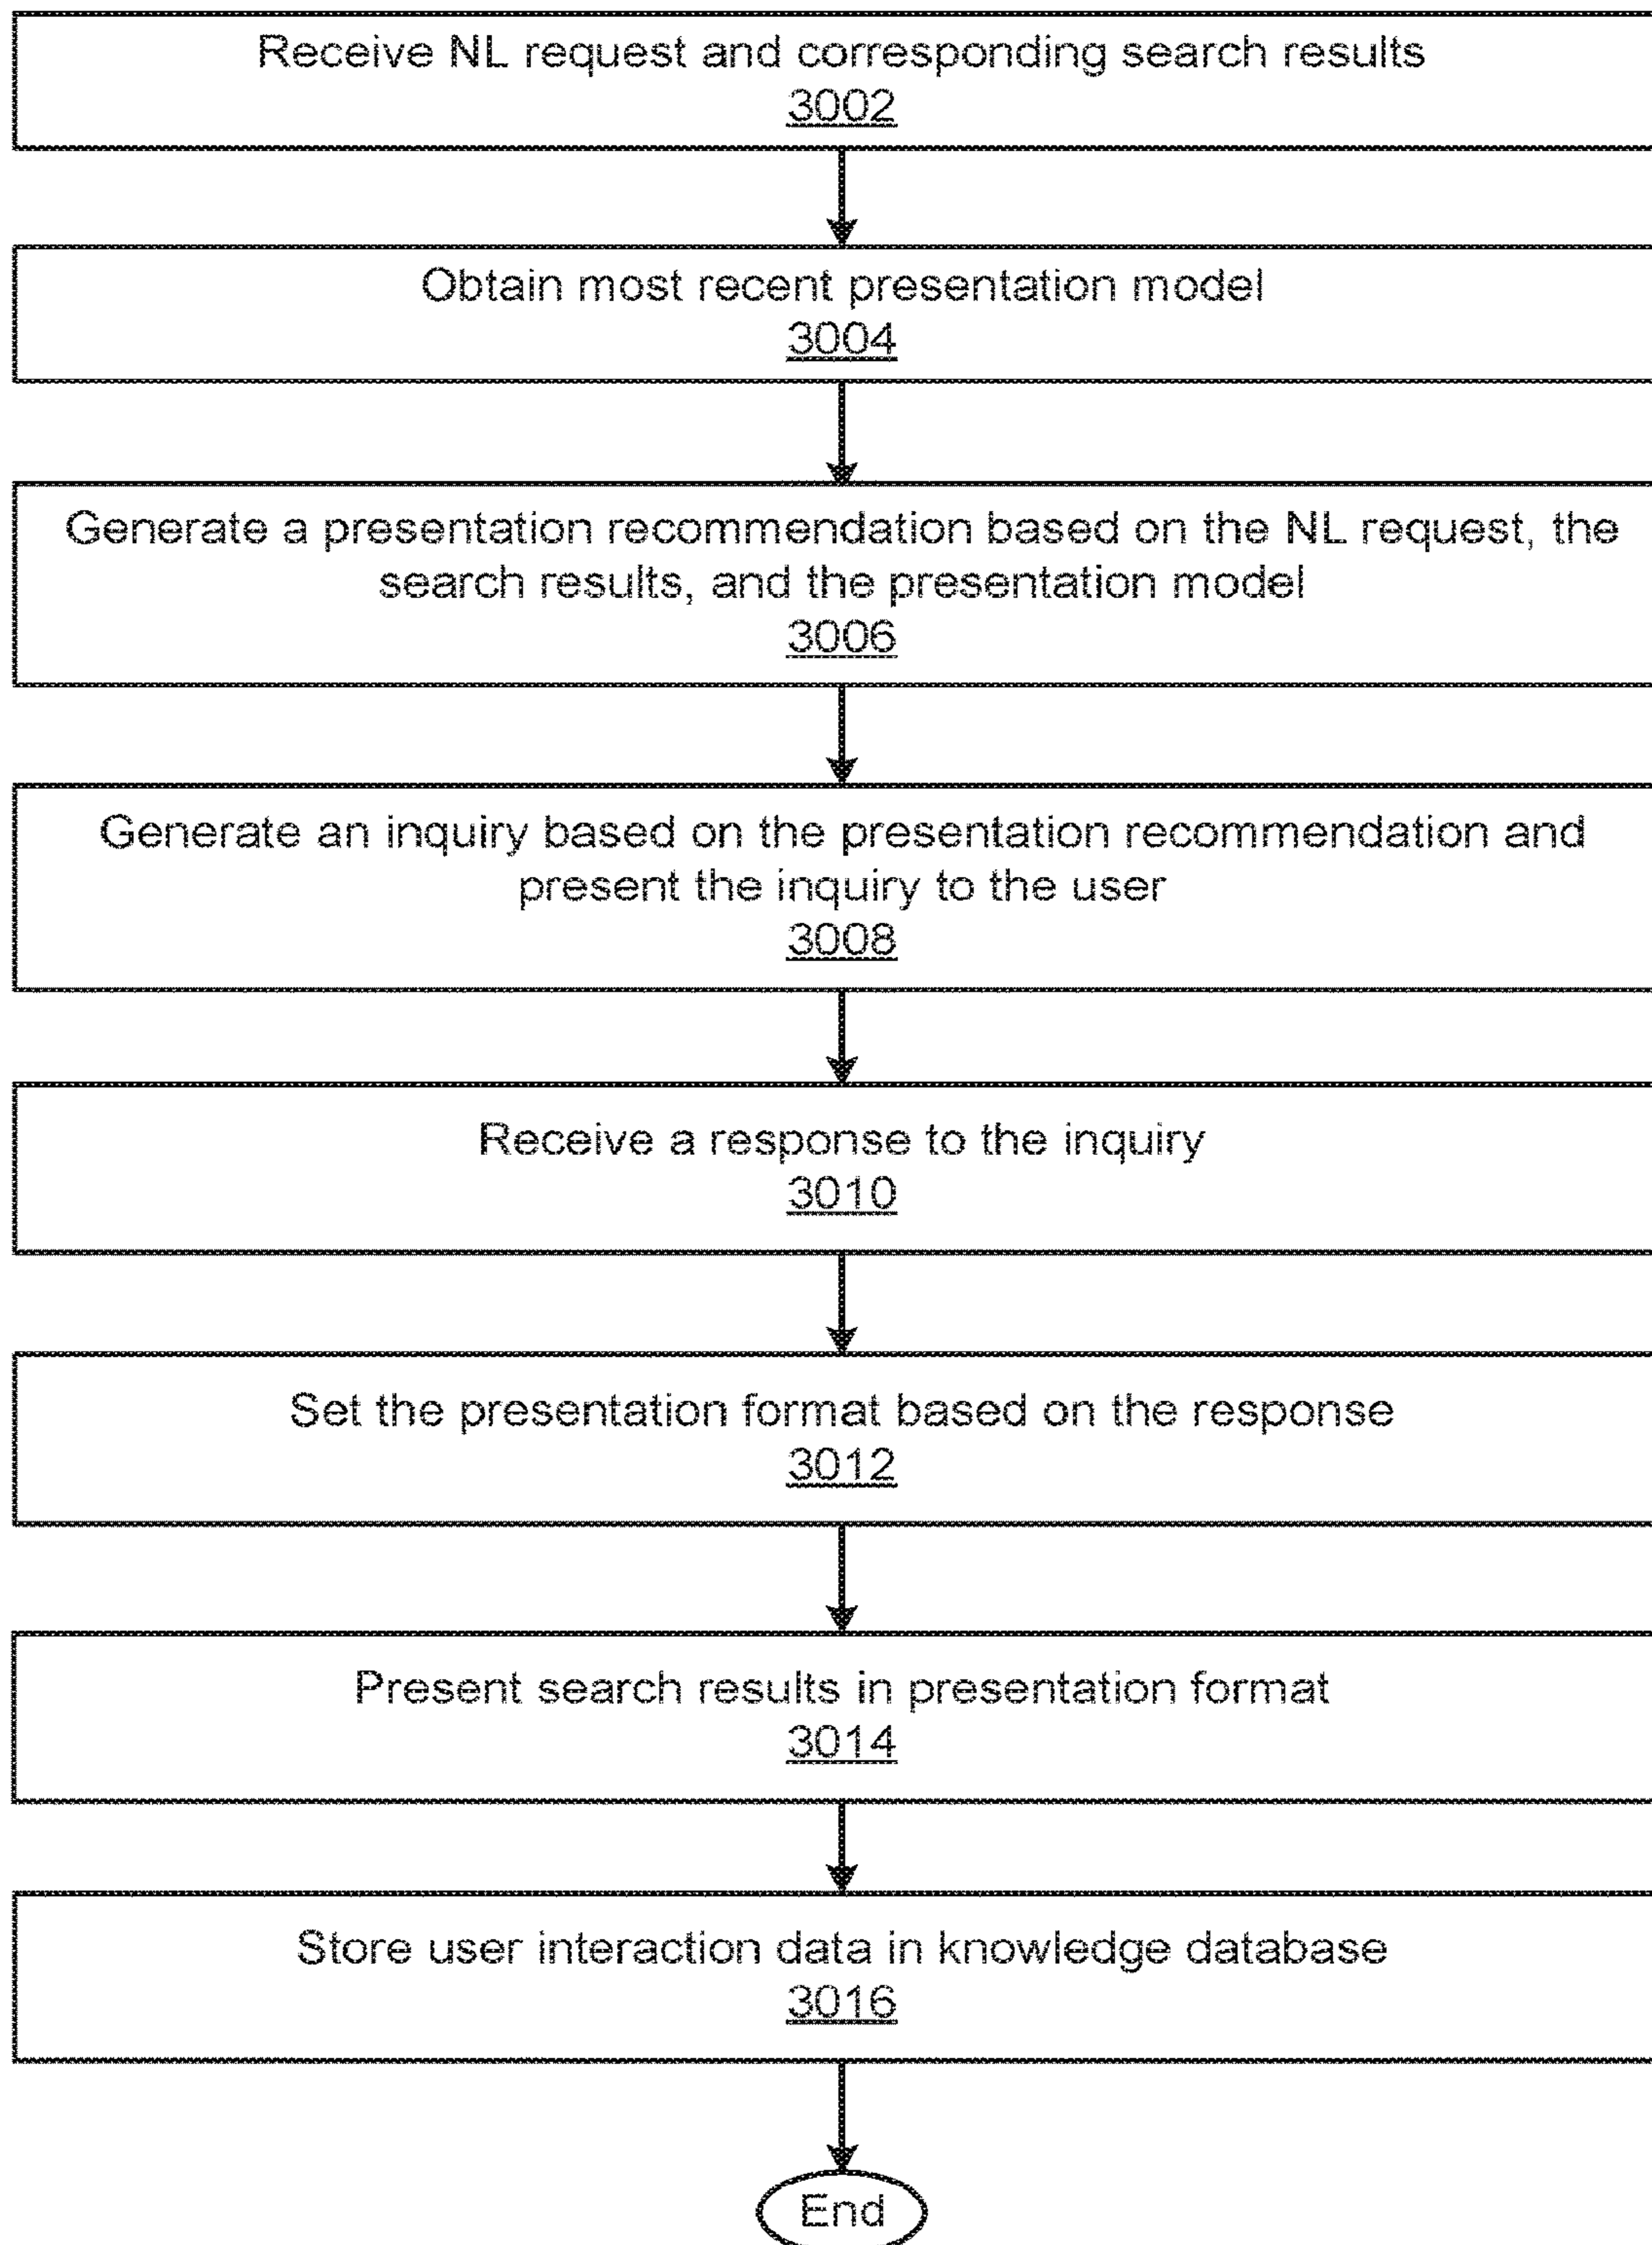 Receive NL request and corresponding search results
3002
Obtain most recent presentation model
3004
Generate a presentation recommendation based on the NL request, the
search results, and the presentation model
3006
Generate an inquiry based on the presentation recommendation and
present the inquiry to the user
3008
Receive a response to the inquiry
3010
Set the presentation format based on the response
3012
Present search results in presentation format
3014
Store user interaction data in knowledge database
3016
End